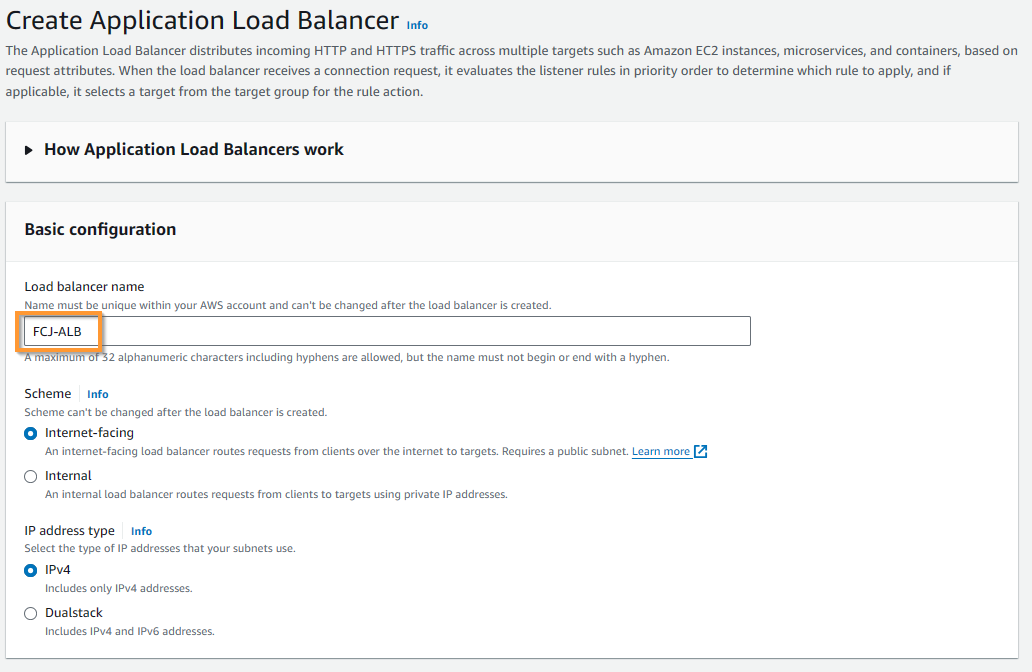 Create Application Load Balancer Info
The Application Load Balancer distributes incoming HTTP and HTTPS traffic across multiple targets such as Amazon EC2 instances, microservices, and containers, based on
request attributes. When the load balancer receives a connection request, it evaluates the listener rules in priority order to determine which rule to apply, and if
applicable, it selects a target from the target group for the rule action.
How Application Load Balancers work
Basic configuration
Load balancer name
Name must be unique within your AWS account and can't be changed after the load balancer is created.
FCJ-ALB
A maximum of 32 alphanumeric characters including hyphens are allowed, but the name must not begin or end with a hyphen.
Scheme Info
Scheme can't be changed after the load balancer is created.
Internet-facing
An internet-facing load balancer routes requests from clients over the internet to targets. Requires a public subnet. Learn more
Internal
An internal load balancer routes requests from clients to targets using private IP addresses.
IP address type Info
Select the type of IP addresses that your subnets use.
IPv4
Includes only IPv4 addresses.
Dualstack
Includes IPv4 and IPv6 addresses.